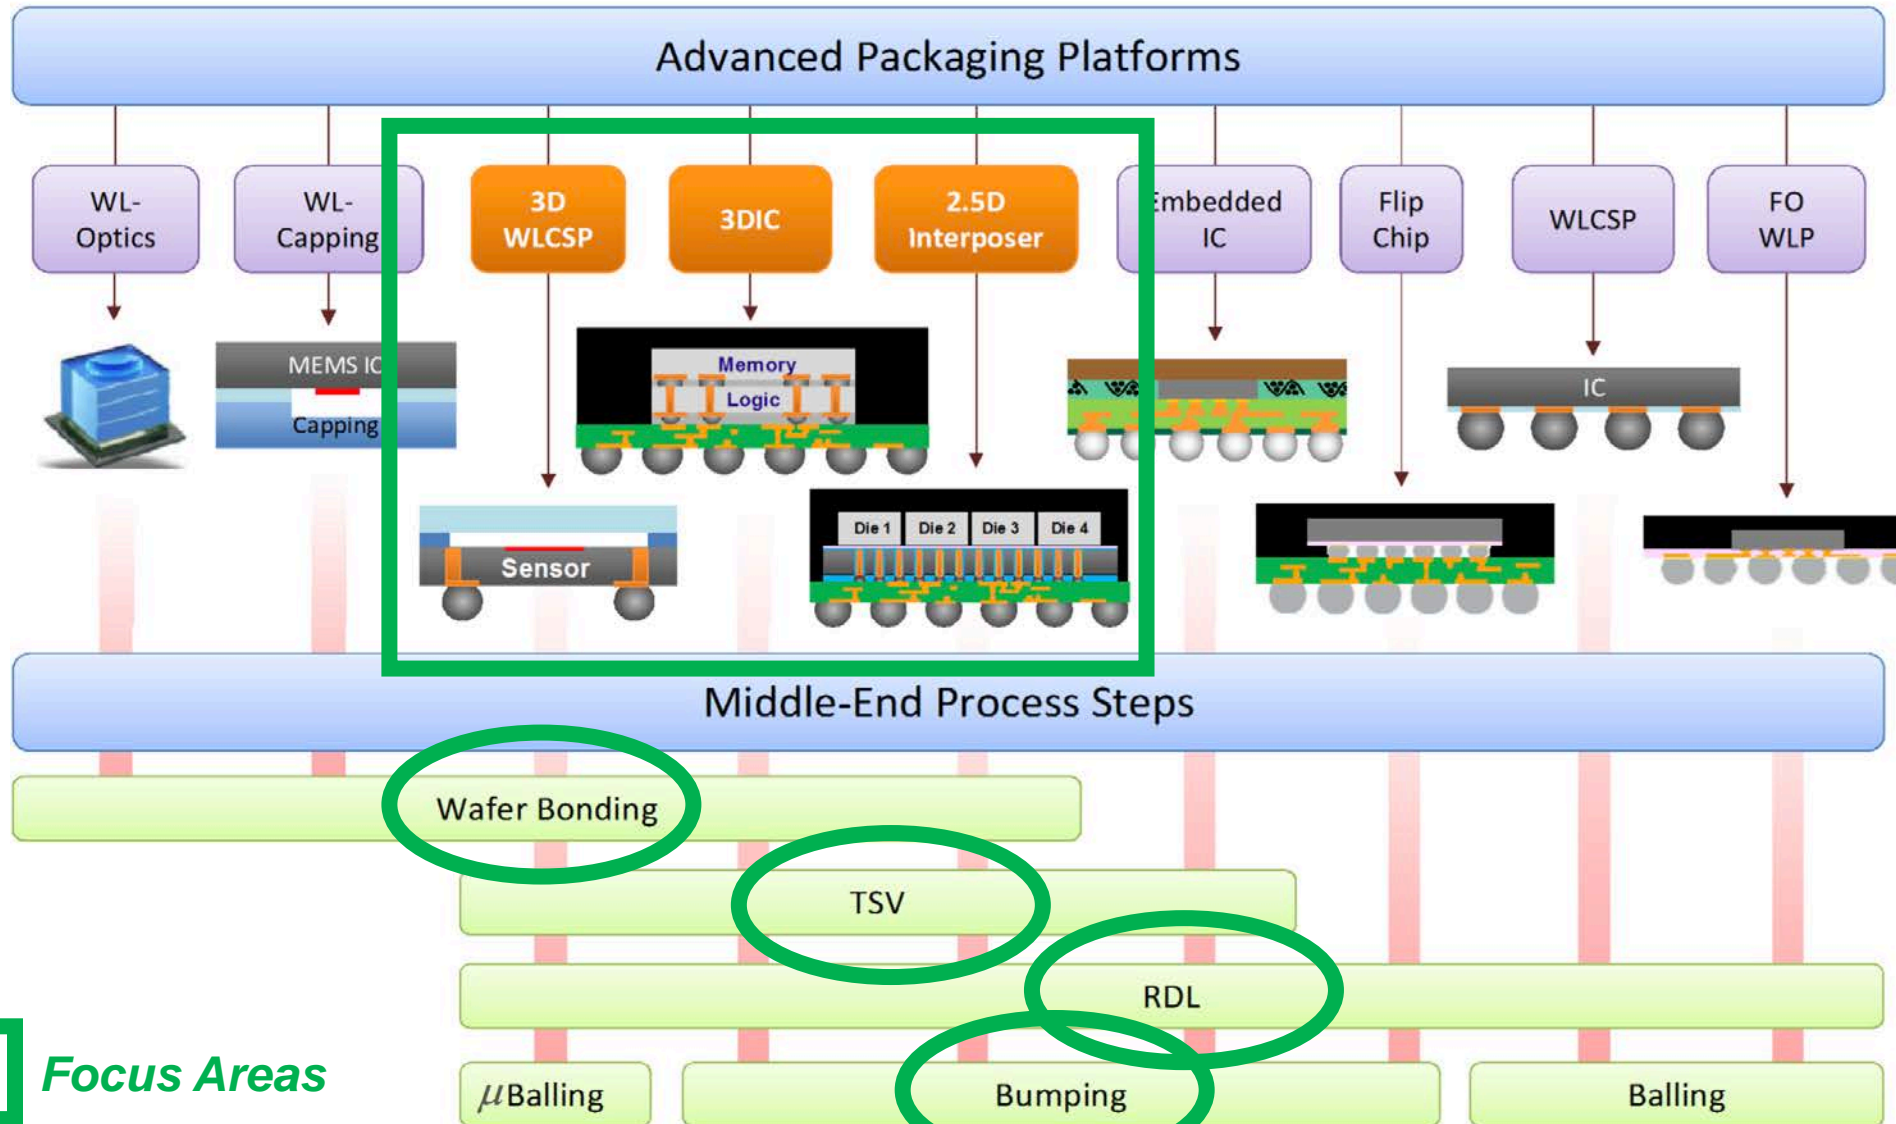 Advanced Packaging Platforms
WL-
Optics
WL-
Capping
3D
WLCSP
3DIC
2.5D
Interposer
Embedded
IC
Flip
Chip
WLCSP
FO
WLP
MEMS IC
Capping
Memory
Logic
IC
Sensor
Die 1
Die 2
Die 3
Die 4
Middle-End Process Steps
Wafer Bonding
TSV
RDL
Focus Areas
μBalling
Bumping
Balling